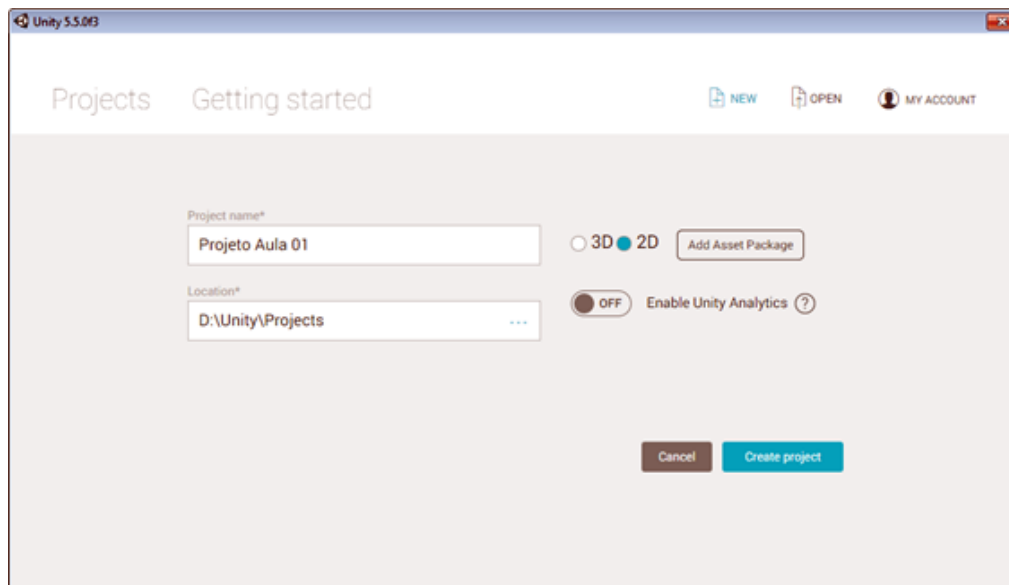 Unity 5.5.0f3
Projects Getting started NEW OPEN MY ACCOUNT
Project name*
Projeto Aula 01 3D 2D Add Asset Package
Location*
D:\Unity\Projects ... OFF Enable Unity Analytics ?
Cancel Create project